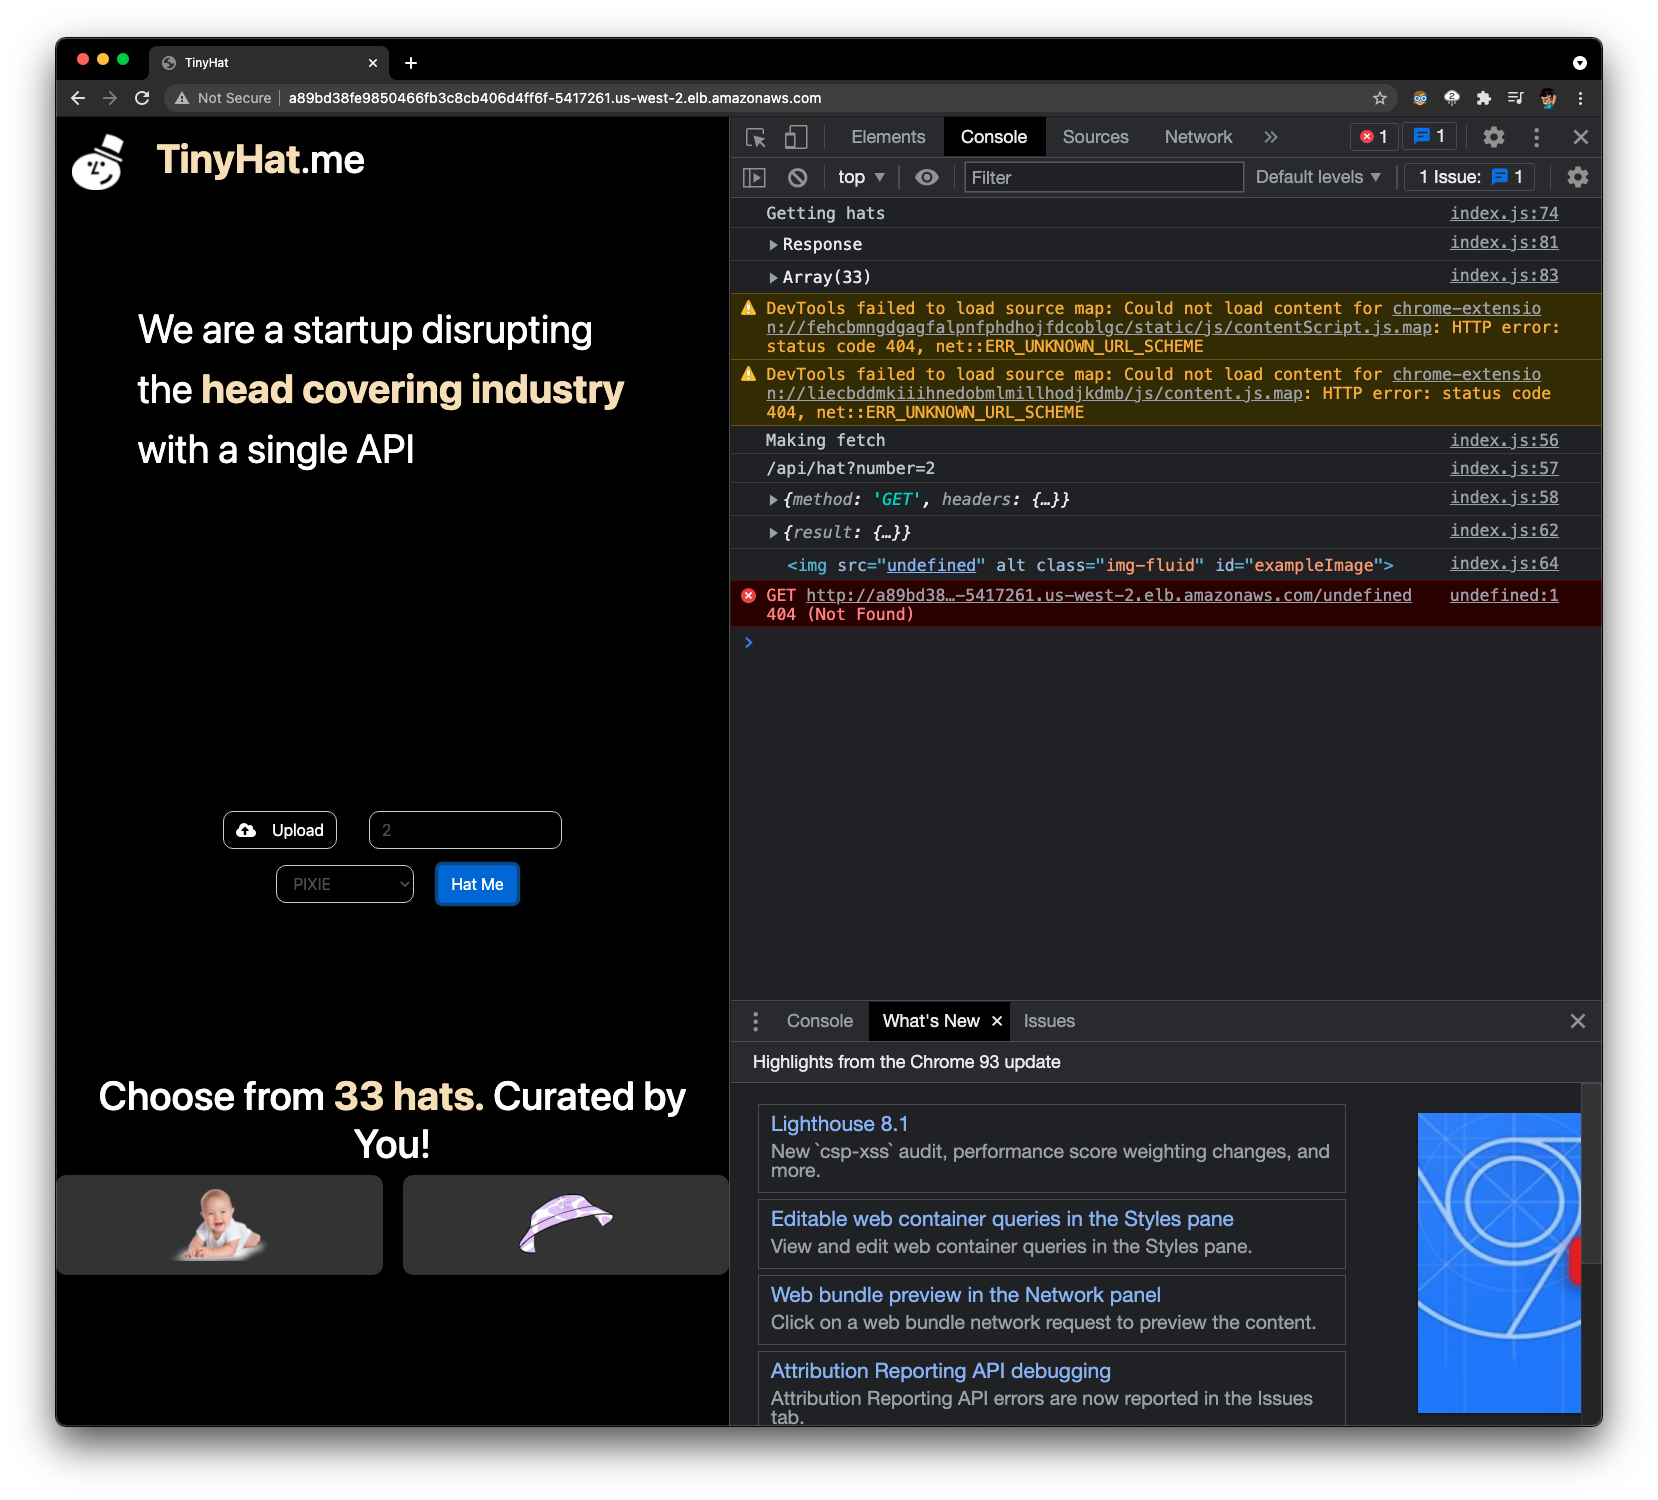 TinyHat
Not Secure
a89bd38fe9850466fb3c8cb406d4ff6f-5417261.us-west-2.elb.amazonaws.com
TinyHat.me
We are a startup disrupting
the head covering industry
with a single API
Upload
2
PIXIE
Hat Me
Choose from 33 hats. Curated by
You!
Elements Console Sources Network » 1 1
top Filter Default levels 1 Issue: 1
Getting hats index.js:74
Response index.js:81
Array(33) index.js:83
DevTools failed to load source map: Could not load content for chrome-extensio
n://fehcbmngdgagfalpnfphdhojfdcoblgc/static/js/contentScript.js.map: HTTP error:
status code 404, net::ERR_UNKNOWN_URL_SCHEME
DevTools failed to load source map: Could not load content for chrome-extensio
n://liecbddmkiiihnedobmlmillhodjkdmb/js/content.js.map: HTTP error: status code
404, net::ERR_UNKNOWN_URL_SCHEME
Making fetch index.js:56
/api/hat?number=2 index.js:57
{method: 'GET', headers: {…}} index.js:58
{result: {…}} index.js:62
<img src="undefined" alt class="img-fluid" id="exampleImage"> index.js:64
GET http://a89bd38…-5417261.us-west-2.elb.amazonaws.com/undefined undefined:1
404 (Not Found)
Console What's New Issues
Highlights from the Chrome 93 update
Lighthouse 8.1
New `csp-xss` audit, performance score weighting changes, and
more.
Editable web container queries in the Styles pane
View and edit web container queries in the Styles pane.
Web bundle preview in the Network panel
Click on a web bundle network request to preview the content.
Attribution Reporting API debugging
Attribution Reporting API errors are now reported in the Issues
tab.